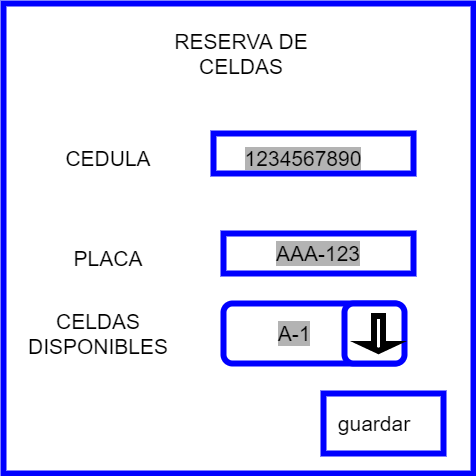 RESERVA DE
CELDAS
CEDULA
1234567890
PLACA
AAA-123
CELDAS
DISPONIBLES
A-1
guardar